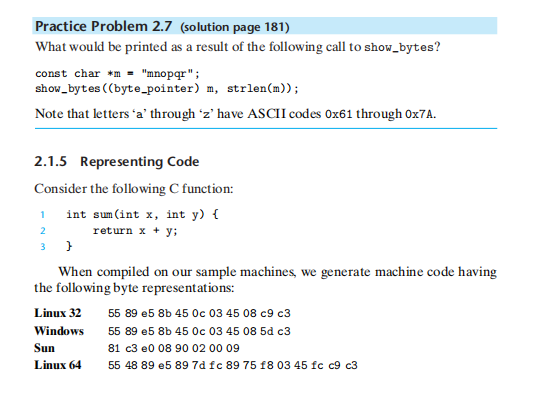 Practice Problem 2.7 (solution page 181)
What would be printed as a result of the following call to show_bytes?
const char *m = "mnopqr";
show_bytes((byte_pointer) m, strlen(m));
Note that letters ‘a’ through ‘z’ have ASCII codes 0x61 through 0x7A.
2.1.5 Representing Code
Consider the following C function:
1 int sum(int x, int y) {
2 return x + y;
3 }
When compiled on our sample machines, we generate machine code having
the following byte representations:
Linux 32 55 89 e5 8b 45 0c 03 45 08 c9 c3
Windows 55 89 e5 8b 45 0c 03 45 08 5d c3
Sun 81 c3 e0 08 90 02 00 09
Linux 64 55 48 89 e5 89 7d fc 89 75 f8 03 45 fc c9 c3